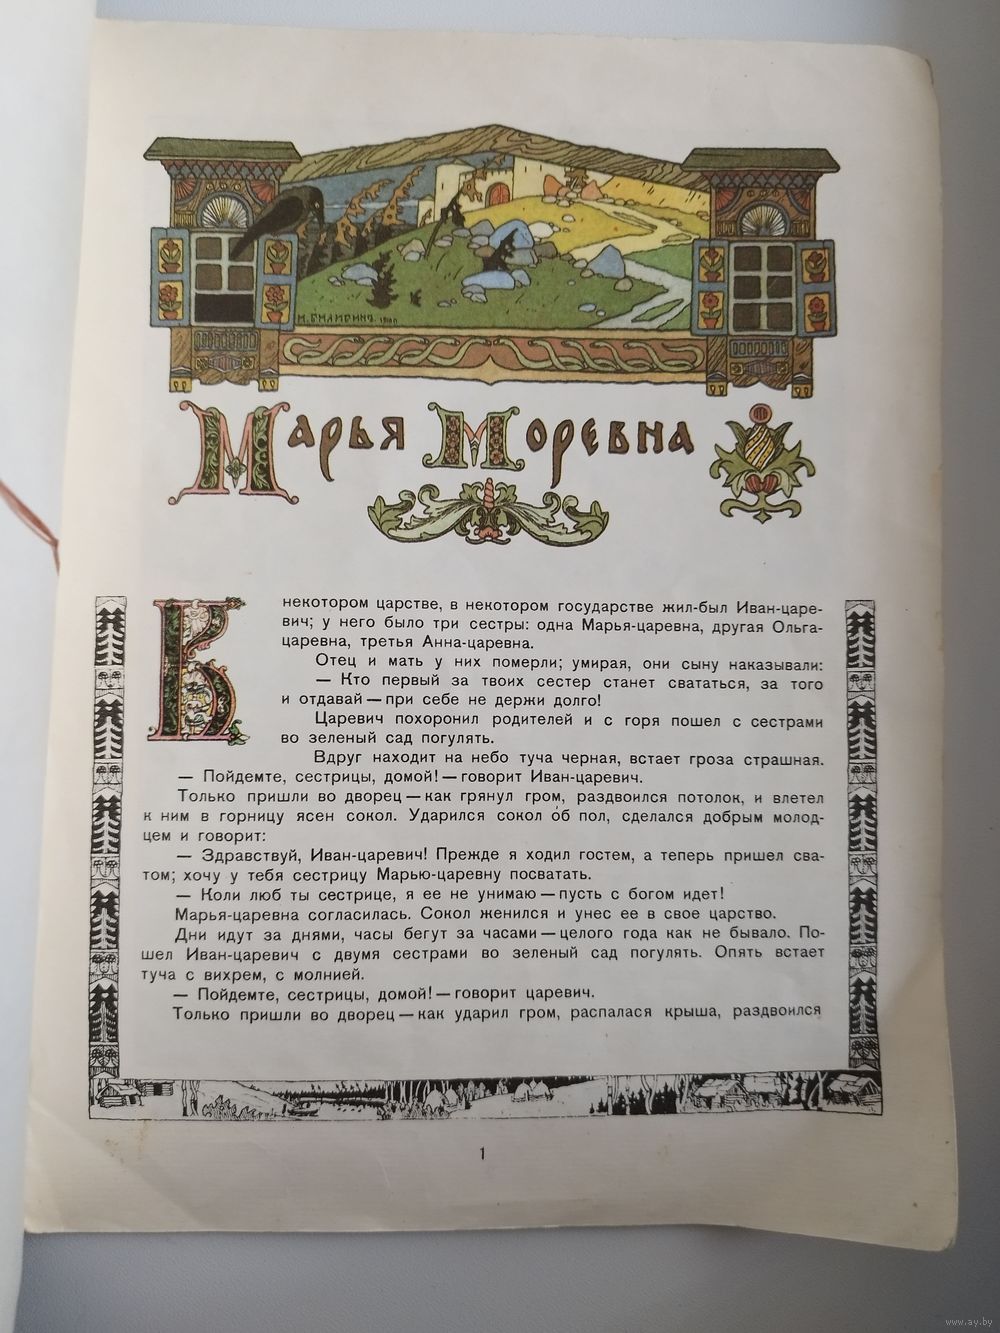 И. БИЛИБИНЪ
Марья Моревна
В некотором царстве, в некотором государстве жил-был Иван-царе-
вич; у него было три сестры: одна Марья-царевна, другая Ольга-
царевна, третья Анна-царевна.
Отец и мать у них померли; умирая, они сыну наказывали:
— Кто первый за твоих сестер станет свататься, за того
и отдавай — при себе не держи долго!
Царевич похоронил родителей и с горя пошел с сестрами
во зеленый сад погулять.
Вдруг находит на небо туча черная, встает гроза страшная.
— Пойдемте, сестрицы, домой! — говорит Иван-царевич.
Только пришли во дворец — как грянул гром, раздвоился потолок, и влетел
к ним в горницу ясен сокол. Ударился сокол об пол, сделался добрым молод-
цем и говорит:
— Здравствуй, Иван-царевич! Прежде я ходил гостем, а теперь пришел сва-
том; хочу у тебя сестрицу Марью-царевну посватать.
— Коли люб ты сестрице, я ее не унимаю — пусть с богом идет!
Марья-царевна согласилась. Сокол женился и унес ее в свое царство.
Дни идут за днями, часы бегут за часами — целого года как не бывало. По-
шел Иван-царевич с двумя сестрами во зеленый сад погулять. Опять встает
туча с вихрем, с молнией.
— Пойдемте, сестрицы, домой! — говорит царевич.
Только пришли во дворец — как ударил гром, распалася крыша, раздвоился
1
www.ay.by